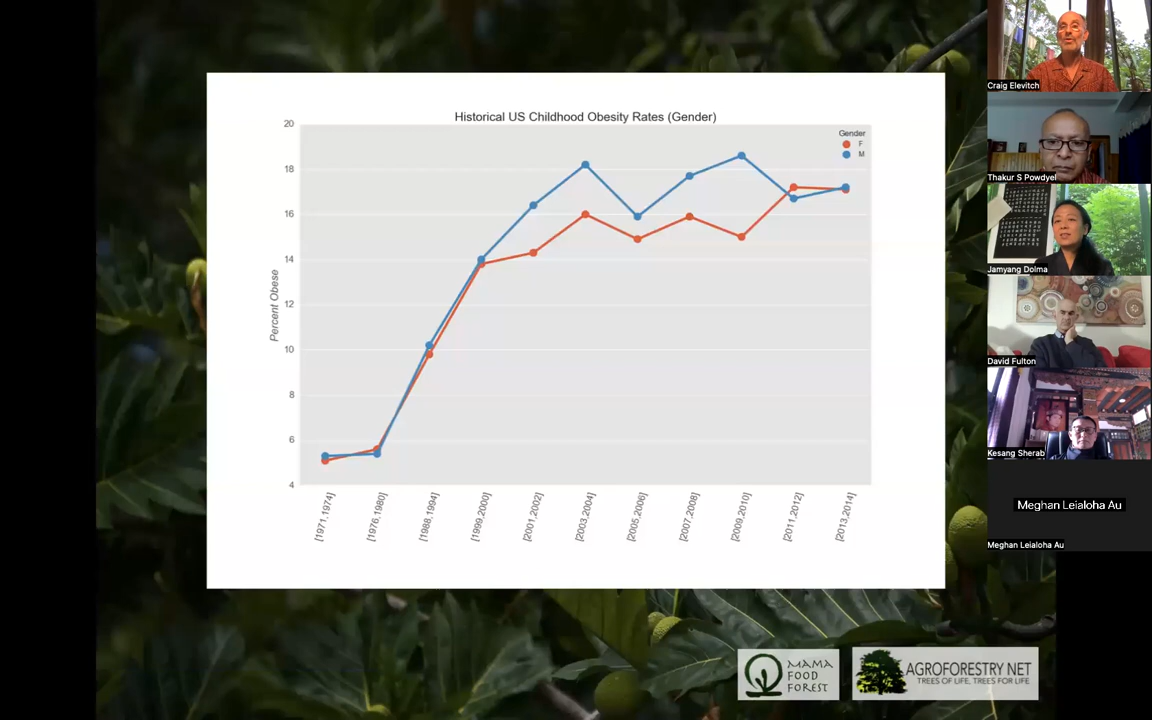 Historical US Childhood Obesity Rates (Gender)
Gender
F
M
Percent Obese
20
18
16
14
12
10
8
6
4
[1971,1974]
[1976,1980]
[1988,1994]
[1999,2000]
[2001,2002]
[2003,2004]
[2005,2006]
[2007,2008]
[2009,2010]
[2011,2012]
[2013,2014]
MAMA
FOOD
FOREST
AGROFORESTRY NET
TREES OF LIFE, TREES FOR LIFE
Craig Elevitch
Thakur S Powdyel
Jamyang Dolma
David Fulton
Kesang Sherab
Meghan Leialoha Au
Meghan Leialoha Au